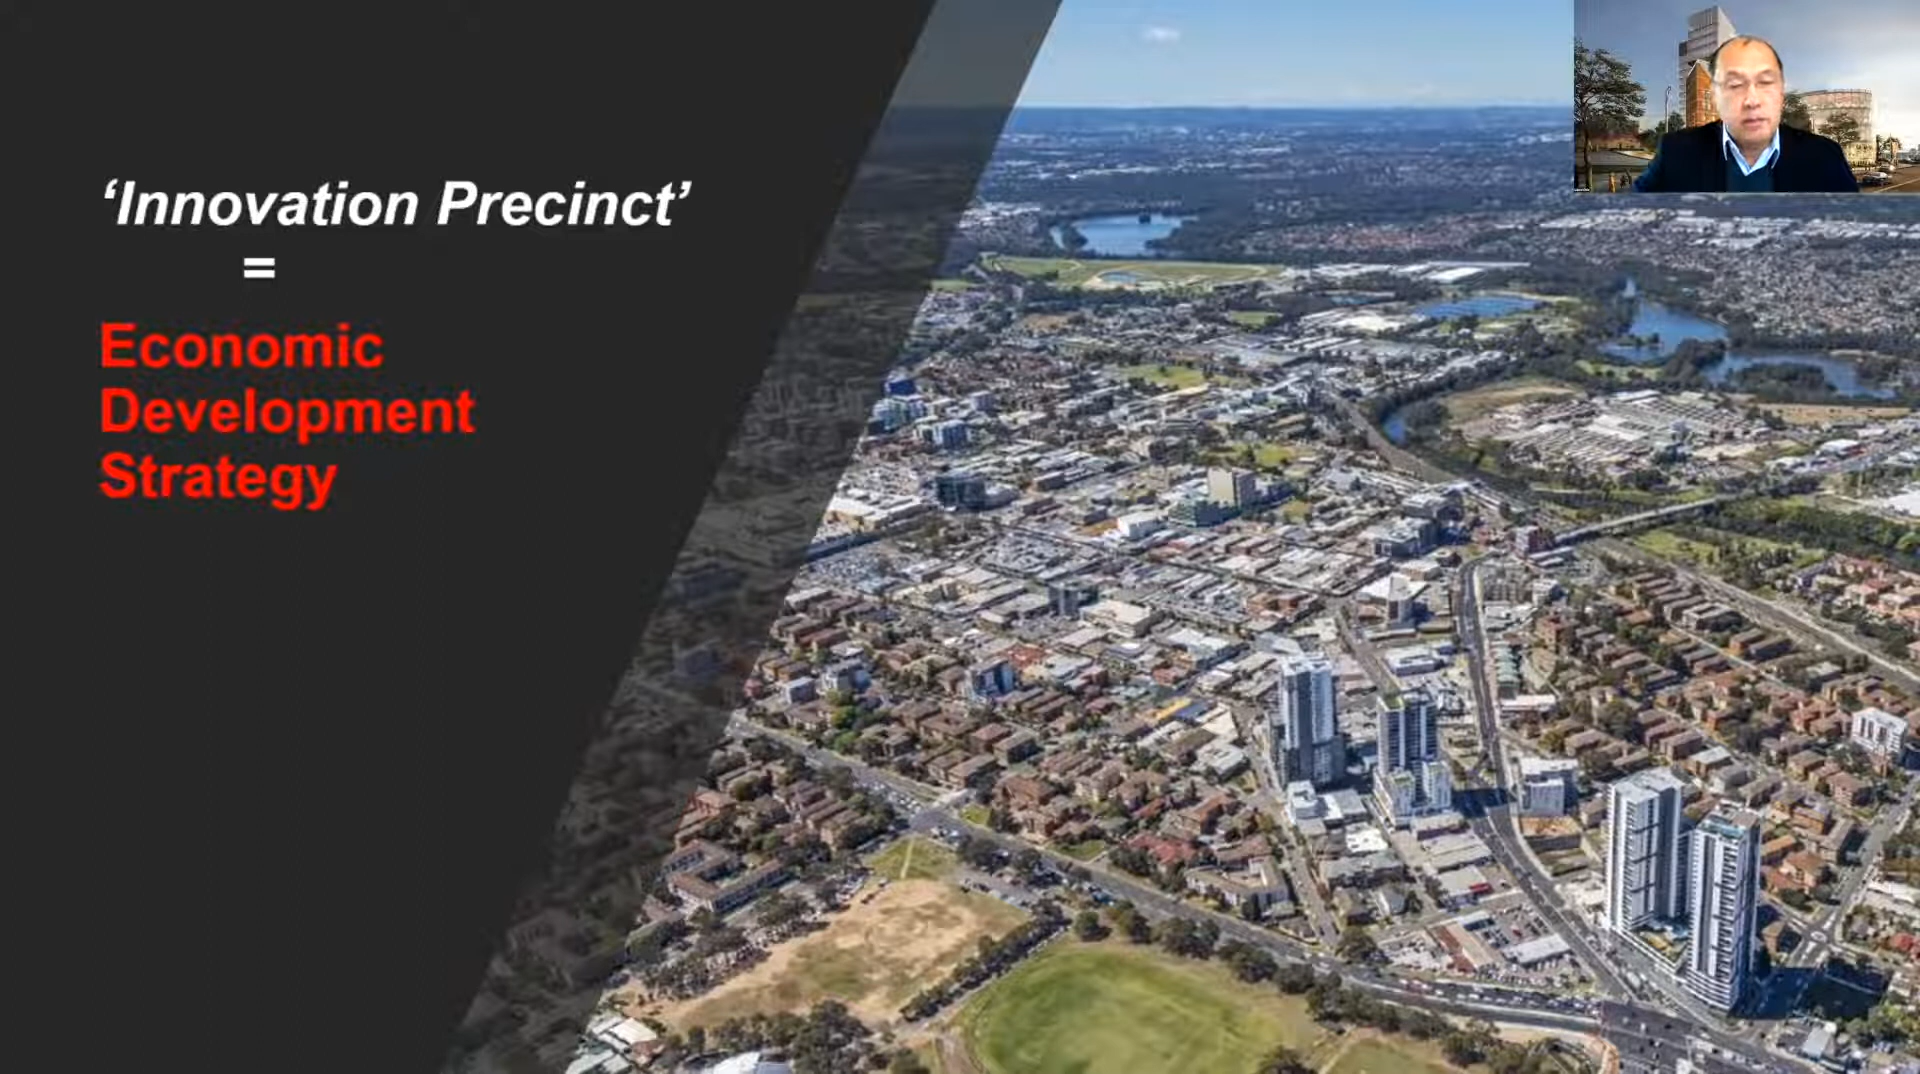 ‘Innovation Precinct’
=
Economic
Development
Strategy